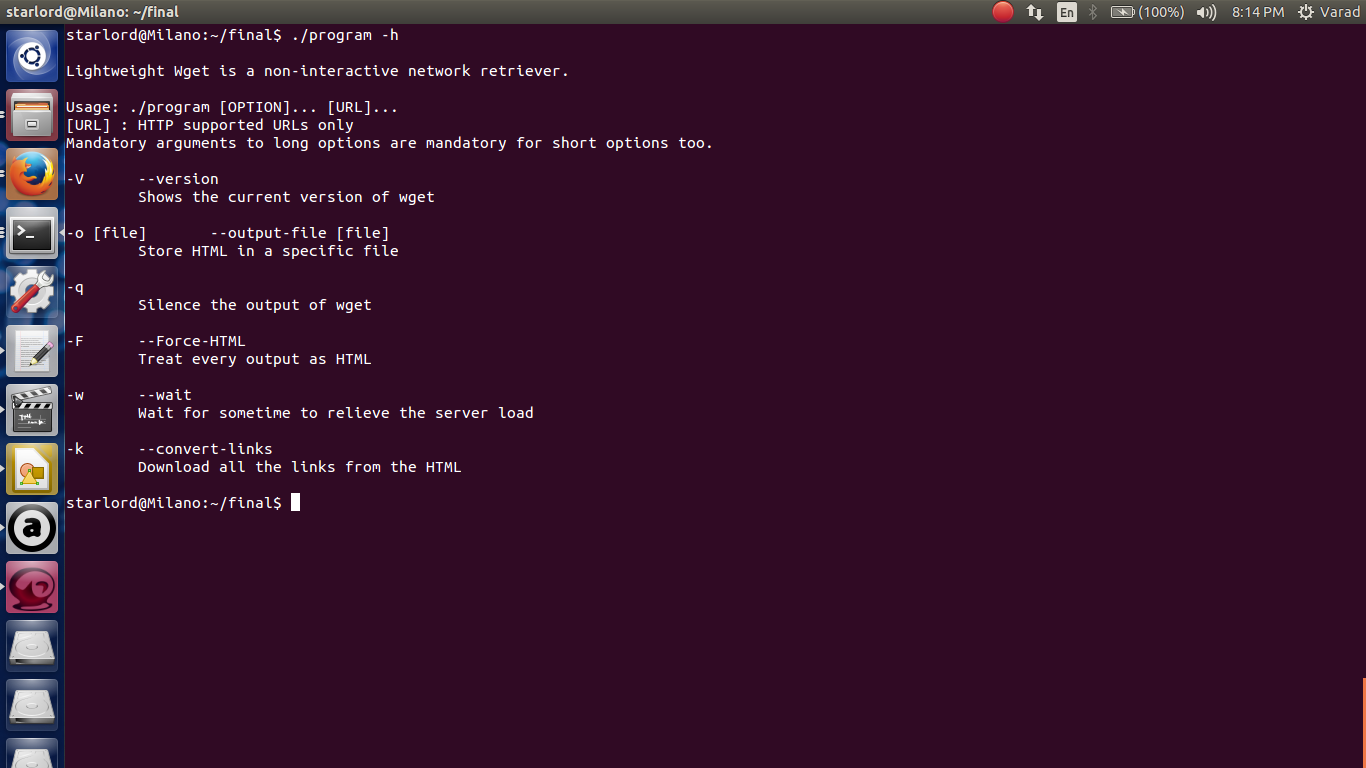 starlord@Milano: ~/final
En (100%) 8:14 PM Varad
starlord@Milano:~/final$ ./program -h
Lightweight Wget is a non-interactive network retriever.
Usage: ./program [OPTION]... [URL]...
[URL] : HTTP supported URLs only
Mandatory arguments to long options are mandatory for short options too.
-V --version
Shows the current version of wget
-o [file] --output-file [file]
Store HTML in a specific file
-q
Silence the output of wget
-F --Force-HTML
Treat every output as HTML
-w --wait
Wait for sometime to relieve the server load
-k --convert-links
Download all the links from the HTML
starlord@Milano:~/final$
>_
a